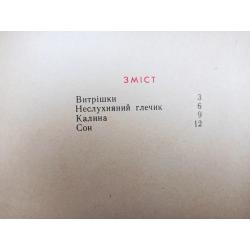 ЗМІСТ
Витрішки 3
Неслухняний глечик 6
Калина 9
Сон 12